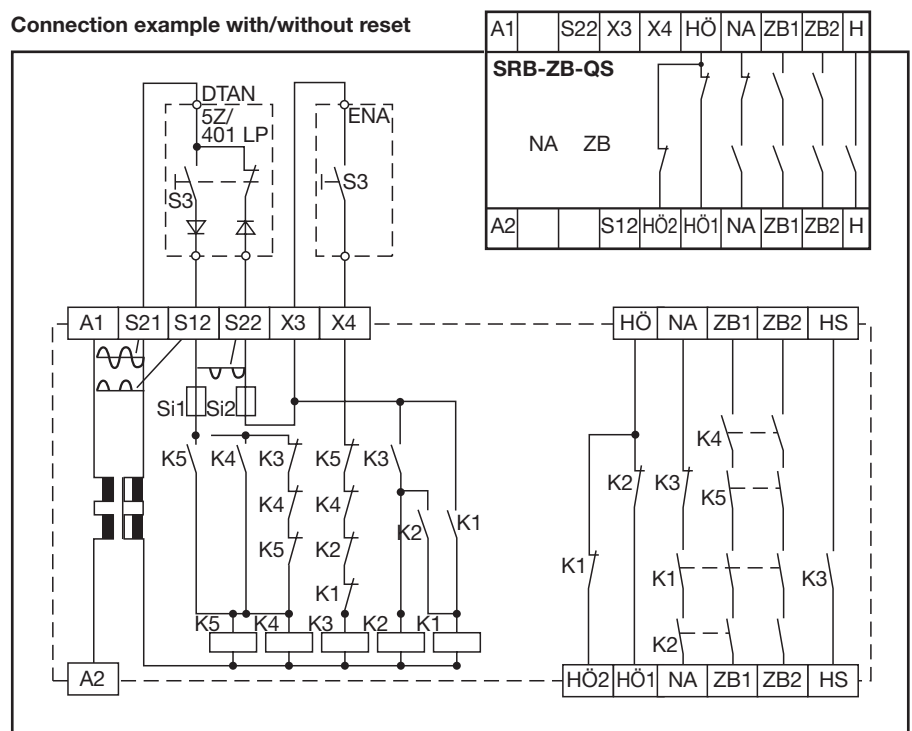 Connection example with/without reset
A1 S22 X3 X4 HÖ NA ZB1 ZB2 H
SRB-ZB-QS
NA ZB
A2 S12 HÖ2 HÖ1 NA ZB1 ZB2 H
DTAN
5Z/
401 LP
S3
ENA
S3
A1 S21 S12 S22 X3 X4 HÖ NA ZB1 ZB2 HS
Si1 Si2
K5 K4 K3 K5 K3 K4
K4 K4 K2 K1 K2 K3 K5
K5 K2 K1 K1 K3
K1 K2
K5 K4 K3 K2 K1
A2 HÖ2 HÖ1 NA ZB1 ZB2 HS